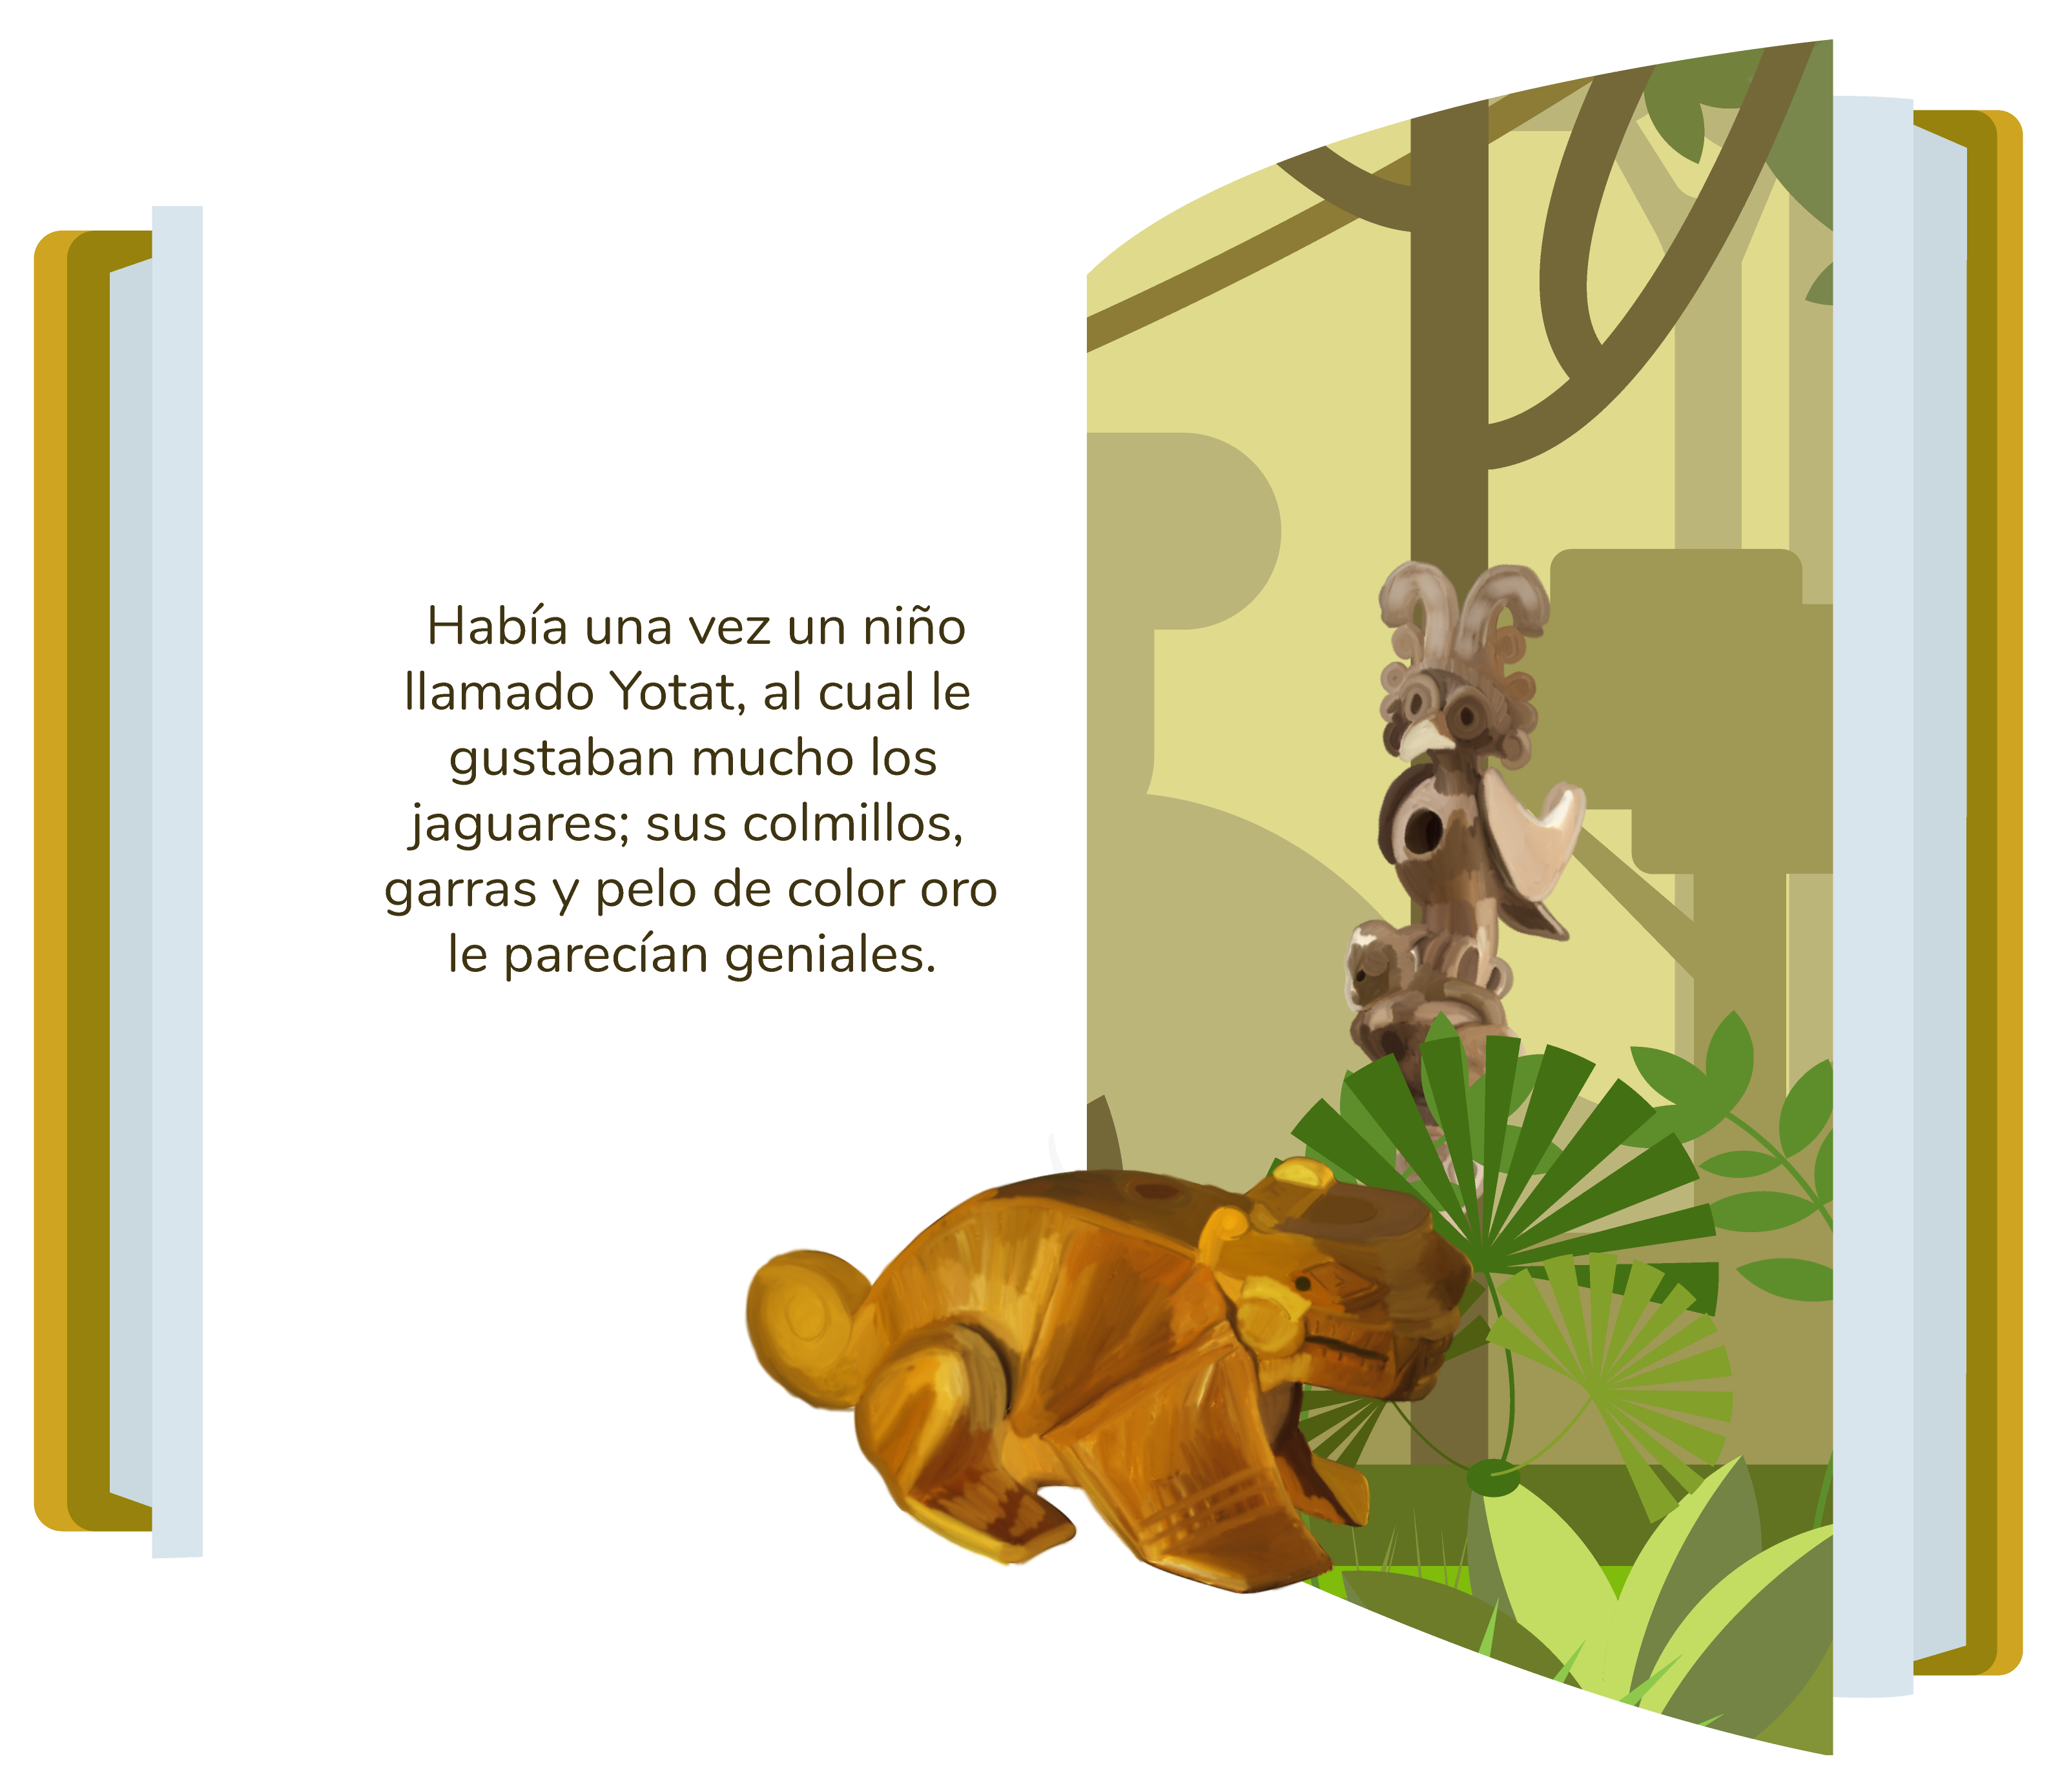 Había una vez un niño
llamado Yotat, al cual le
gustaban mucho los
jaguares; sus colmillos,
garras y pelo de color oro
le parecían geniales.